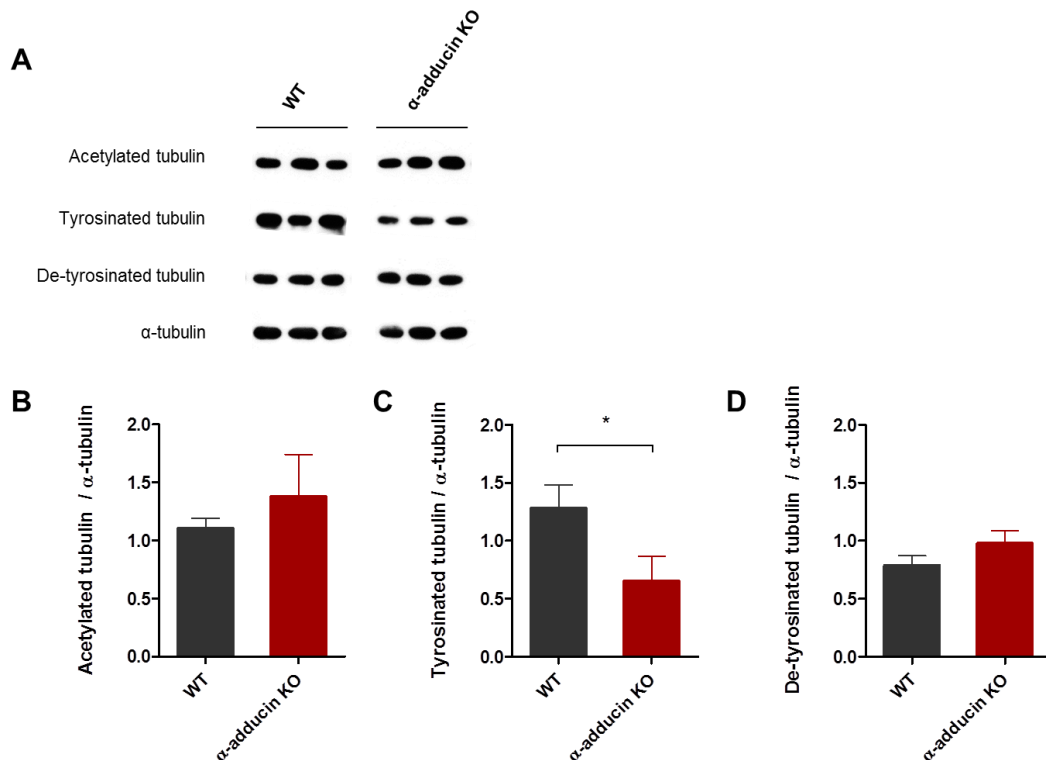 A
WT
α-adducin KO
Acetylated tubulin
Tyrosinated tubulin
De-tyrosinated tubulin
α-tubulin
B
Acetylated tubulin / α-tubulin
2.0
1.5
1.0
0.5
0.0
WT
α-adducin KO
C
Tyrosinated tubulin / α-tubulin
2.0
1.5
1.0
0.5
0.0
*
WT
α-adducin KO
D
De-tyrosinated tubulin / α-tubulin
2.0
1.5
1.0
0.5
0.0
WT
α-adducin KO